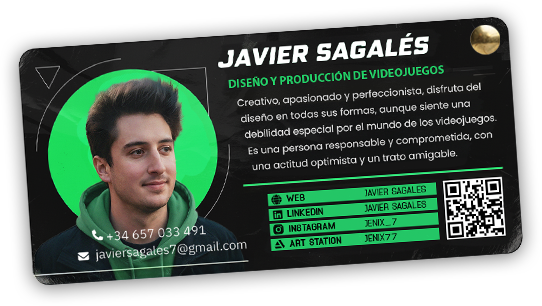 JAVIER SAGALÉS
DISEÑO Y PRODUCCIÓN DE VIDEOJUEGOS
Creativo, apasionado y perfeccionista, disfruta del
diseño en todas sus formas, aunque siente una
debilidad especial por el mundo de los videojuegos.
Es una persona responsable y comprometida, con
una actitud optimista y un trato amigable.
WEB JAVIER SAGALES
LINKEDIN JAVIER SAGALES
INSTAGRAM JENIX_7
ART STATION JENIX77
+34 657 033 491
javiersagales7@gmail.com